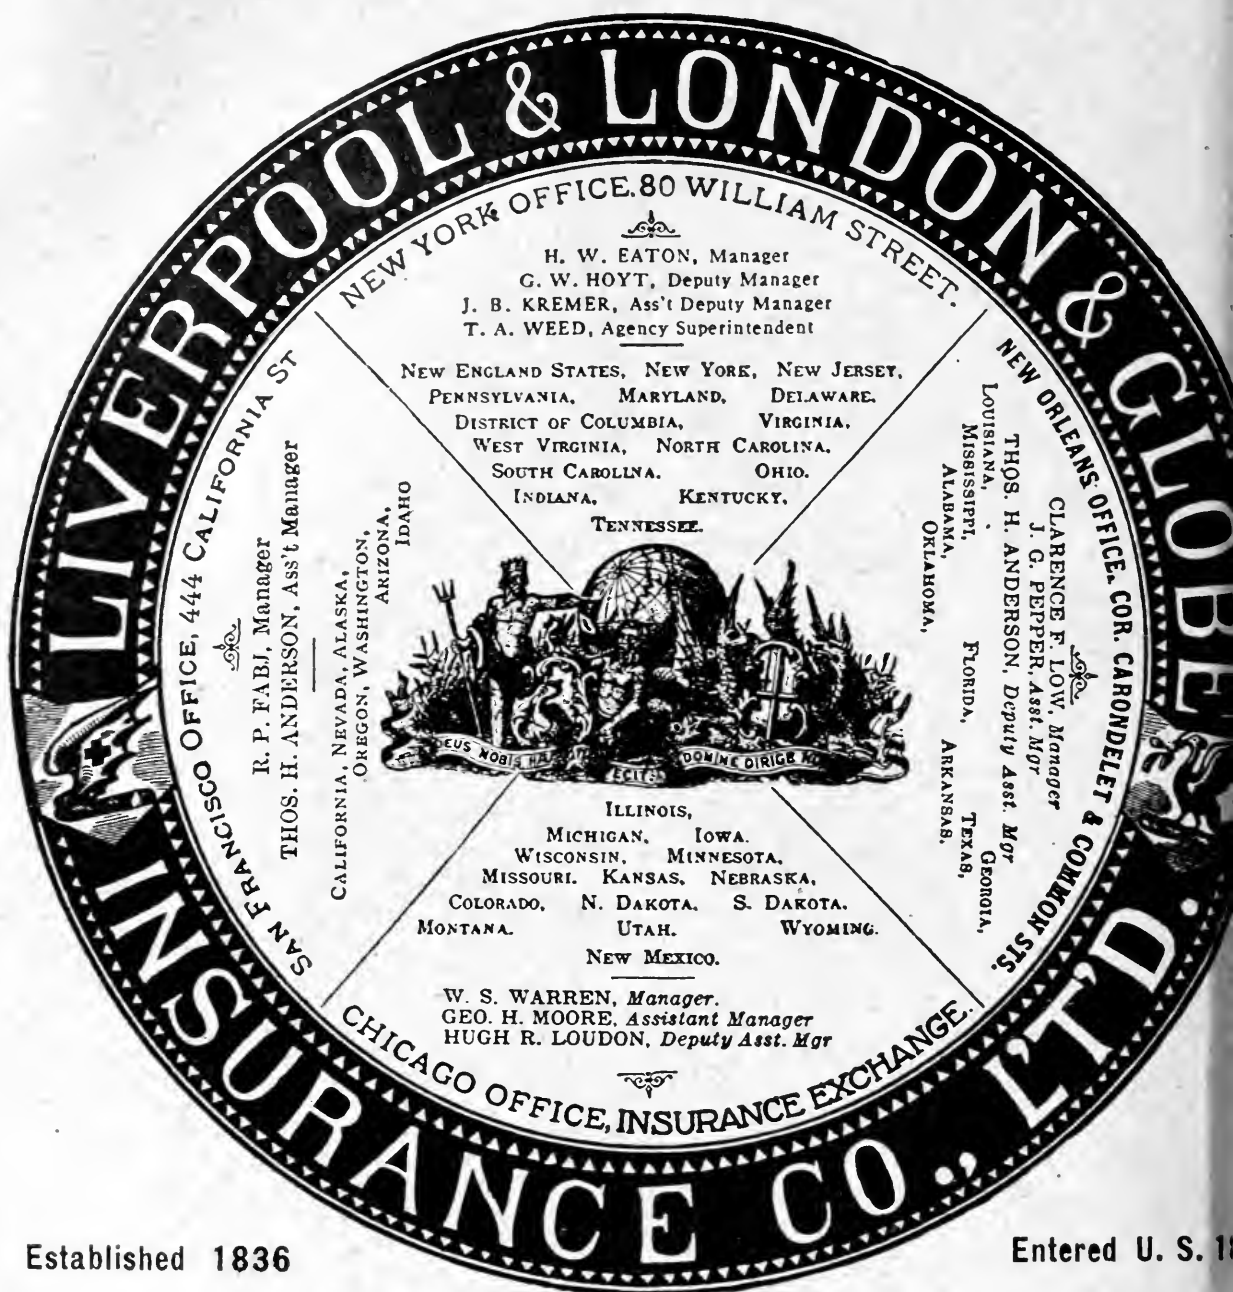 LIVERPOOL & LONDON & GLOBE
INSURANCE CO., L'T'D.
NEW YORK OFFICE. 80 WILLIAM STREET.
H. W. EATON, Manager
G. W. HOYT, Deputy Manager
J. B. KREMER, Ass't Deputy Manager
T. A. WEED, Agency Superintendent
NEW ENGLAND STATES, NEW YORK, NEW JERSEY,
PENNSYLVANIA, MARYLAND, DELAWARE.
DISTRICT OF COLUMBIA, VIRGINIA,
WEST VIRGINIA, NORTH CAROLINA,
SOUTH CAROLINA. OHIO.
INDIANA, KENTUCKY,
TENNESSEE.
SAN FRANCISCO OFFICE, 444 CALIFORNIA ST
R. P. FABJ, Manager
THOS. H. ANDERSON, Ass't Manager
CALIFORNIA, NEVADA, ALASKA,
OREGON, WASHINGTON,
ARIZONA,
IDAHO
NEW ORLEANS OFFICE. COR. CARONDELET & COMMON STS.
CLARENCE F. LOW, Manager
J. G. PEPPER, Asst. Mgr
THOS. H. ANDERSON, Deputy Asst. Mgr
LOUISIANA, GEORGIA,
MISSISSIPPI, FLORIDA, TEXAS,
ALABAMA, ARKANSAS,
OKLAHOMA,
EUS NOBIS HA ECIT DOMINE DIRIGE
ILLINOIS,
MICHIGAN, IOWA.
WISCONSIN, MINNESOTA,
MISSOURI. KANSAS, NEBRASKA,
COLORADO, N. DAKOTA. S. DAKOTA.
MONTANA. UTAH. WYOMING.
NEW MEXICO.
W. S. WARREN, Manager.
GEO. H. MOORE, Assistant Manager
HUGH R. LOUDON, Deputy Asst. Mgr
CHICAGO OFFICE, INSURANCE EXCHANGE.
Established 1836
Entered U. S. 18